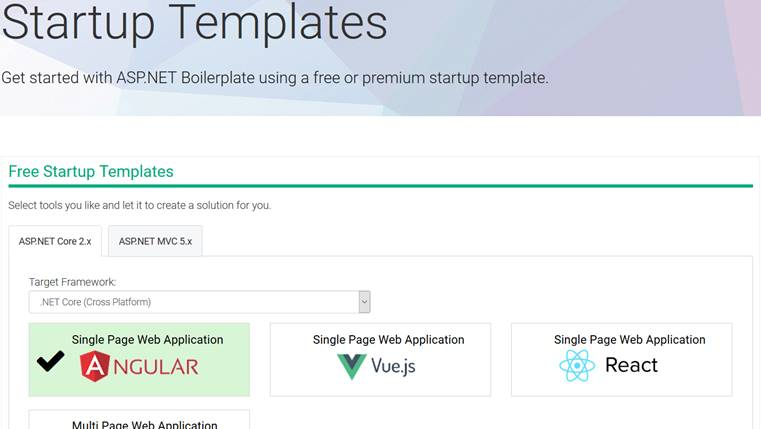 Startup Templates
Get started with ASP.NET Boilerplate using a free or premium startup template.
Free Startup Templates
Select tools you like and let it to create a solution for you.
ASP.NET Core 2.x
ASP.NET MVC 5.x
Target Framework:
.NET Core (Cross Platform)
Single Page Web Application
ANGULAR
Single Page Web Application
Vue.js
Single Page Web Application
React
Multi Page Web Application